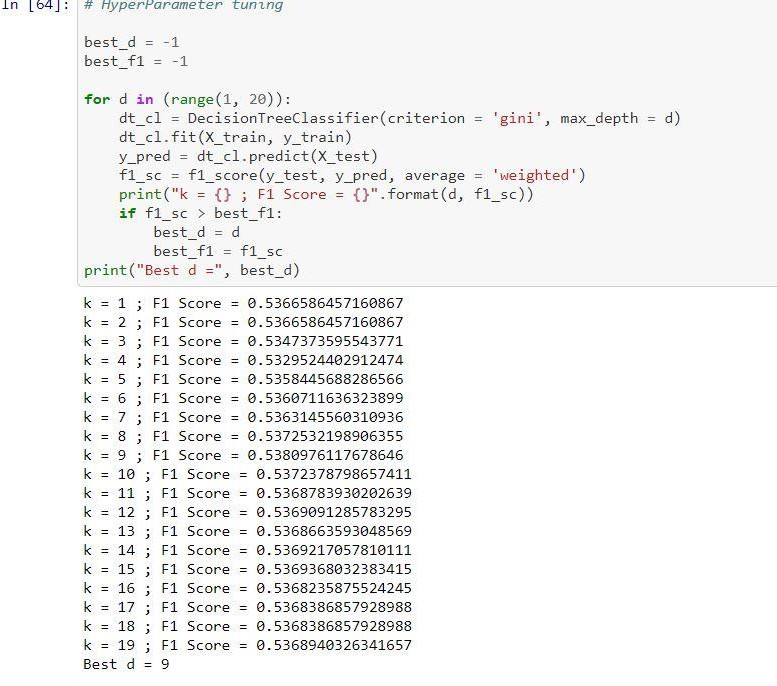 In [64]: # HyperParameter tuning
best_d = -1
best_f1 = -1
for d in (range(1, 20)):
dt_cl = DecisionTreeClassifier(criterion = 'gini', max_depth = d)
dt_cl.fit(X_train, y_train)
y_pred = dt_cl.predict(X_test)
f1_sc = f1_score(y_test, y_pred, average = 'weighted')
print("k = {} ; F1 Score = {}".format(d, f1_sc))
if f1_sc > best_f1:
best_d = d
best_f1 = f1_sc
print("Best d =", best_d)
k = 1 ; F1 Score = 0.5366586457160867
k = 2 ; F1 Score = 0.5366586457160867
k = 3 ; F1 Score = 0.5347373595543771
k = 4 ; F1 Score = 0.5329524402912474
k = 5 ; F1 Score = 0.5358445688286566
k = 6 ; F1 Score = 0.5360711636323899
k = 7 ; F1 Score = 0.5363145560310936
k = 8 ; F1 Score = 0.5372532198906355
k = 9 ; F1 Score = 0.5380976117678646
k = 10 ; F1 Score = 0.5372378798657411
k = 11 ; F1 Score = 0.5368783930202639
k = 12 ; F1 Score = 0.5369091285783295
k = 13 ; F1 Score = 0.5368663593048569
k = 14 ; F1 Score = 0.5369217057810111
k = 15 ; F1 Score = 0.5369368032383415
k = 16 ; F1 Score = 0.5368235875524245
k = 17 ; F1 Score = 0.5368386857928988
k = 18 ; F1 Score = 0.5368386857928988
k = 19 ; F1 Score = 0.5368940326341657
Best d = 9